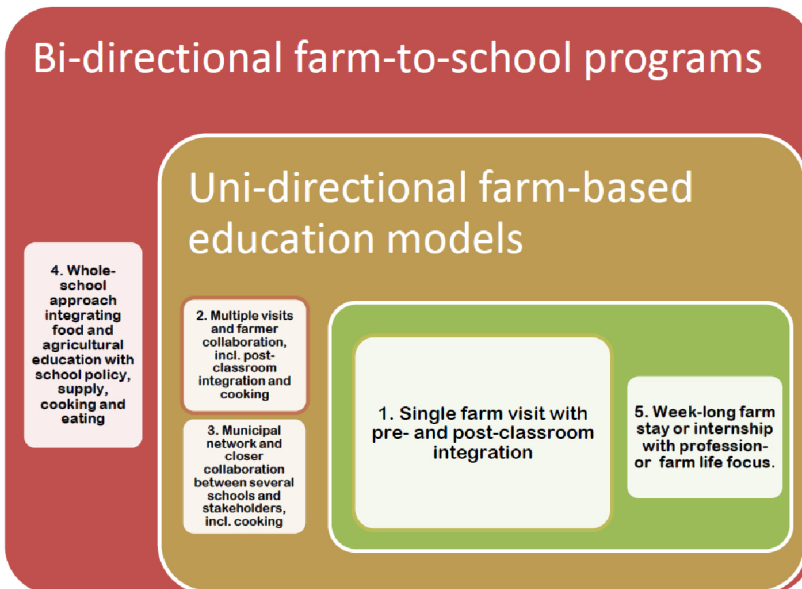 Bi-directional farm-to-school programs
Uni-directional farm-based
education models
4. Whole-
school
approach
integrating
food and
agricultural
education with
school policy,
supply,
cooking and
eating
2. Multiple visits
and farmer
collaboration,
incl. post-
classroom
integration and
cooking
3. Municipal
network and
closer
collaboration
between several
schools and
stakeholders,
incl. cooking
1. Single farm visit with
pre- and post-classroom
integration
5. Week-long farm
stay or internship
with profession-
or farm life focus.